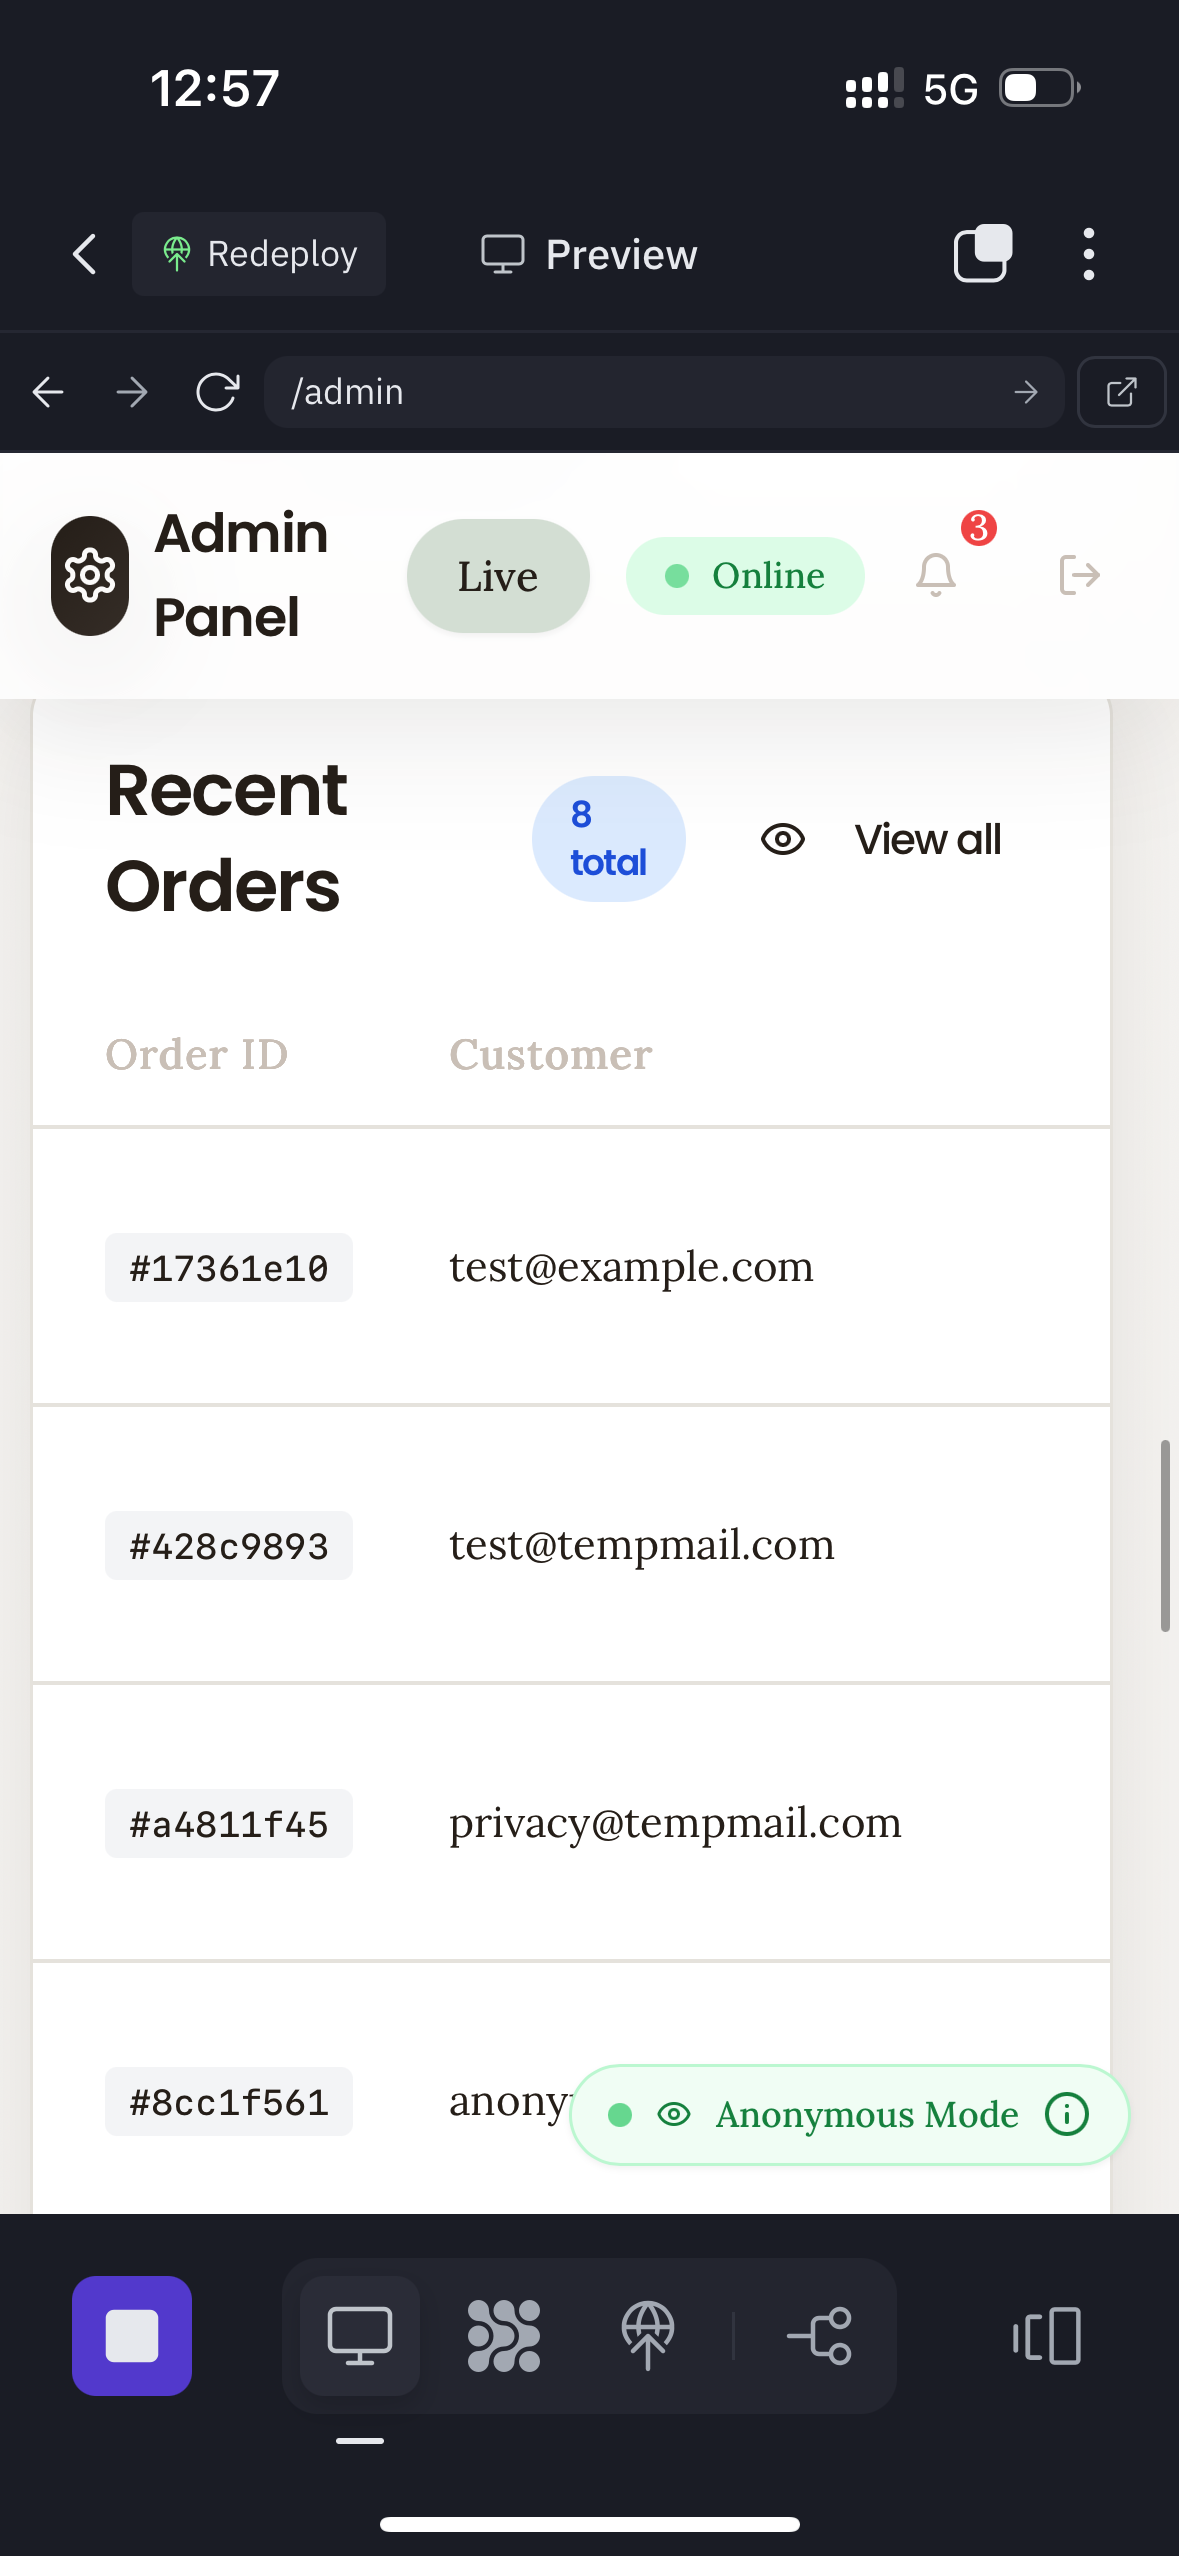 12:57
5G
Redeploy
Preview
/admin
Admin
Panel
Live
Online
3
Recent
Orders
8
total
View all
Order ID
Customer
#17361e10
test@example.com
#428c9893
test@tempmail.com
#a4811f45
privacy@tempmail.com
#8cc1f561
Anonymous Mode